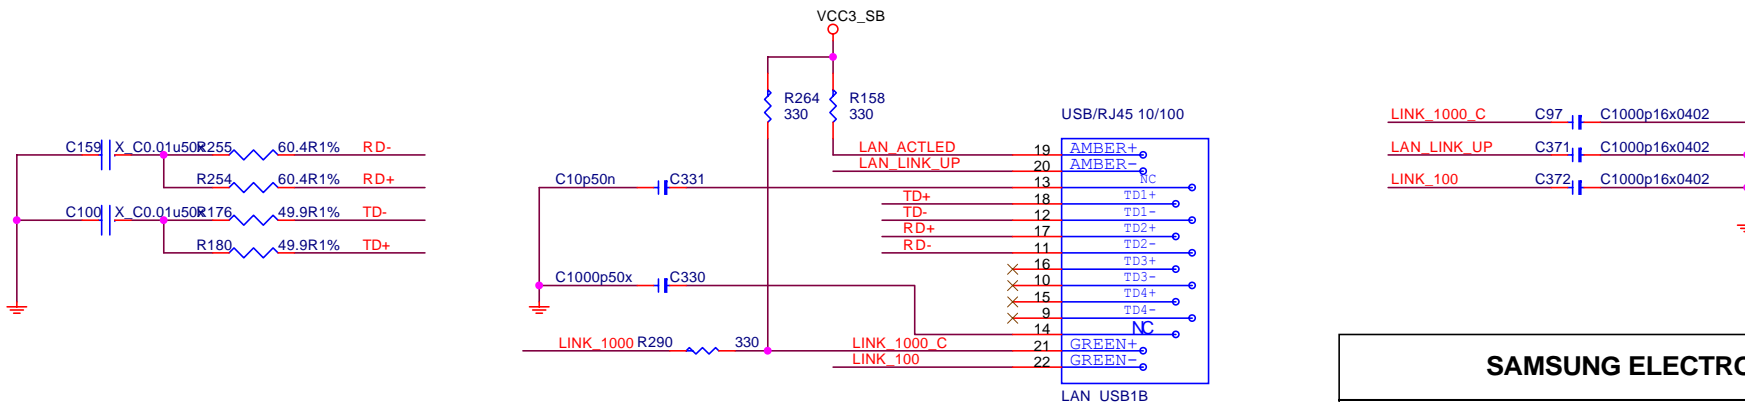 VCC3_SB
R264
330
R158
330
USB/RJ45 10/100
C159
X_C0.01u50x
R255
60.4R1%
RD-
R254
60.4R1%
RD+
C100
X_C0.01u50x
R176
49.9R1%
TD-
R180
49.9R1%
TD+
LAN_ACTLED
19
AMBER+
LAN_LINK_UP
20
AMBER-
C10p50n
C331
13
NC
TD+
18
TD1+
TD-
12
TD1-
RD+
17
TD2+
RD-
11
TD2-
16
TD3+
C1000p50x
C330
10
TD3-
15
TD4+
9
TD4-
14
NC
LINK_1000
R290
330
LINK_1000_C
21
GREEN+
LINK_100
22
GREEN-
LAN_USB1B
LINK_1000_C
C97
C1000p16x0402
LAN_LINK_UP
C371
C1000p16x0402
LINK_100
C372
C1000p16x0402
SAMSUNG ELECTRO